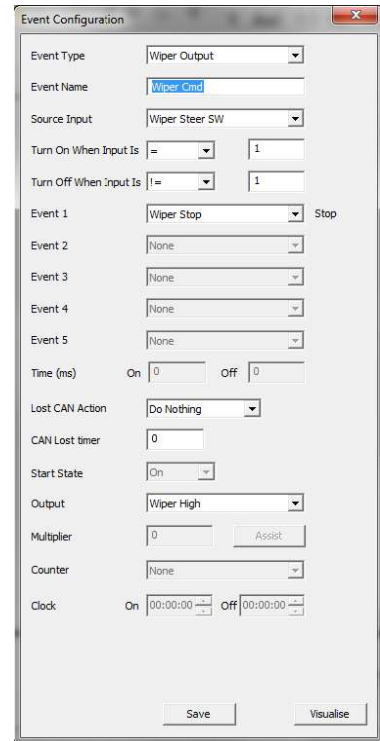 Event Configuration
x
Event Type Wiper Output
Event Name Wiper Cmd
Source Input Wiper Steer SW
Turn On When Input Is = 1
Turn Off When Input Is != 1
Event 1 Wiper Stop Stop
Event 2 None
Event 3 None
Event 4 None
Event 5 None
Time (ms) On 0 Off 0
Lost CAN Action Do Nothing
CAN Lost timer 0
Start State On
Output Wiper High
Multiplier 0 Assist
Counter None
Clock On 00:00:00 Off 00:00:00
Save Visualise